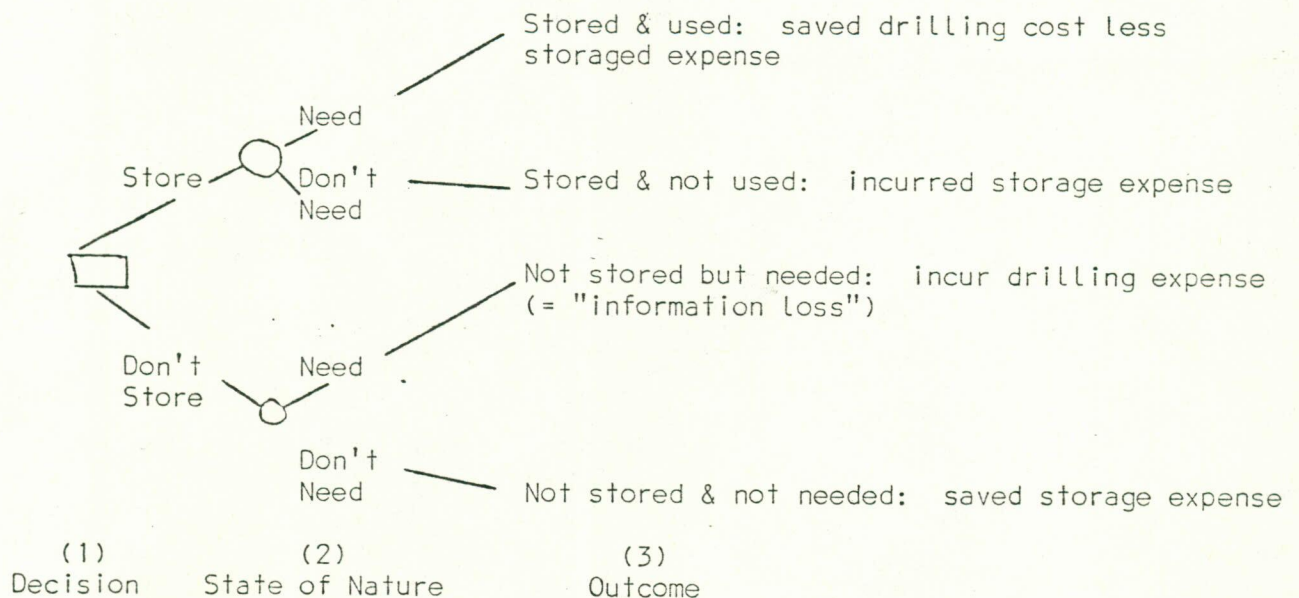 Stored & used: saved drilling cost less
storaged expense
Need
Store
Don't
Need
Stored & not used: incurred storage expense
Not stored but needed: incur drilling expense
(= "information loss")
Don't
Store
Need
Don't
Need
Not stored & not needed: saved storage expense
(1)
Decision
(2)
State of Nature
(3)
Outcome